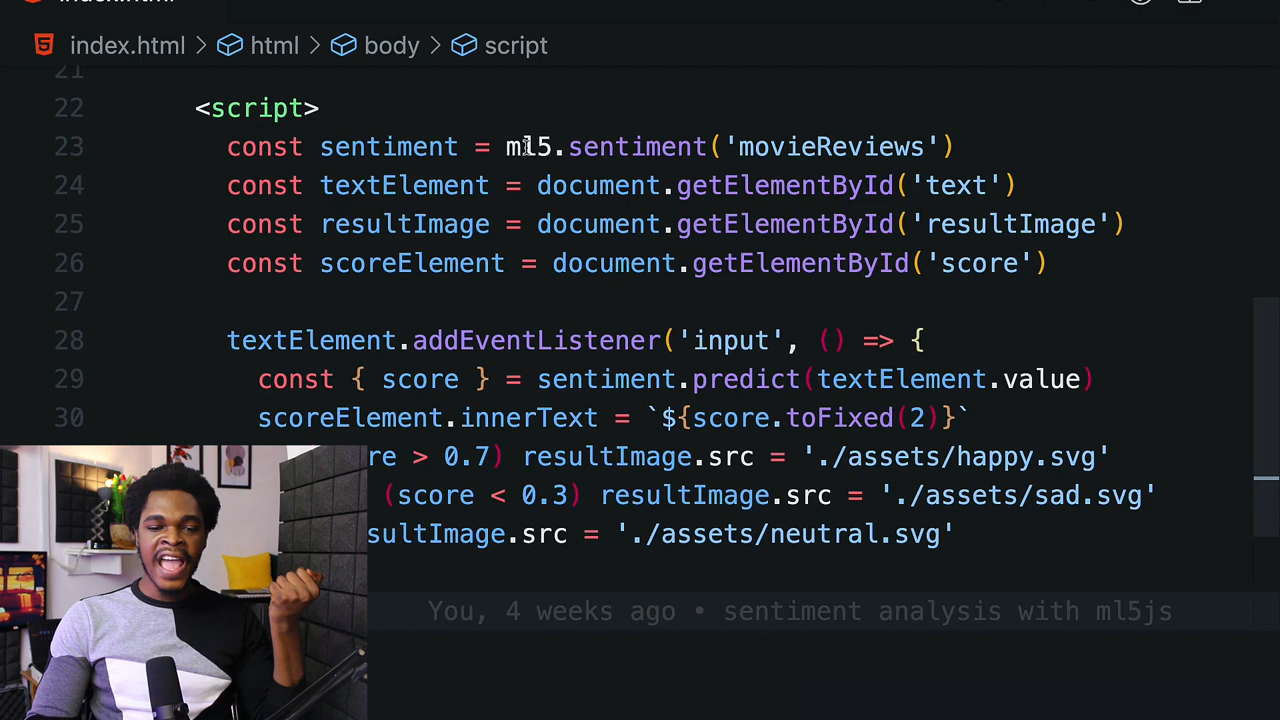 index.html
index.html > html > body > script
21
22 <script>
23 const sentiment = ml5.sentiment('movieReviews')
24 const textElement = document.getElementById('text')
25 const resultImage = document.getElementById('resultImage')
26 const scoreElement = document.getElementById('score')
27
28 textElement.addEventListener('input', () => {
29 const { score } = sentiment.predict(textElement.value)
30 scoreElement.innerText = `${score.toFixed(2)}`
re > 0.7) resultImage.src = './assets/happy.svg'
(score < 0.3) resultImage.src = './assets/sad.svg'
sultImage.src = './assets/neutral.svg'
You, 4 weeks ago • sentiment analysis with ml5js